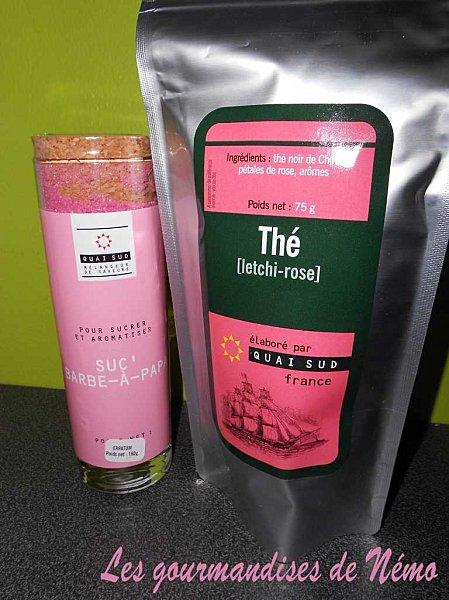 QUAI SUD
MÉLANGEUR
DE SAVEURS
POUR SUCRER
ET AROMATISER
SUC'
BARBE-À-PAPA
ERRATUM
Poids net : 160g
Ingrédients : thé noir de
pétales de rose, arômes
Poids net : 75 g
Thé
[letchi-rose]
élaboré par
QUAI SUD
france
Les gourmandises de Némo